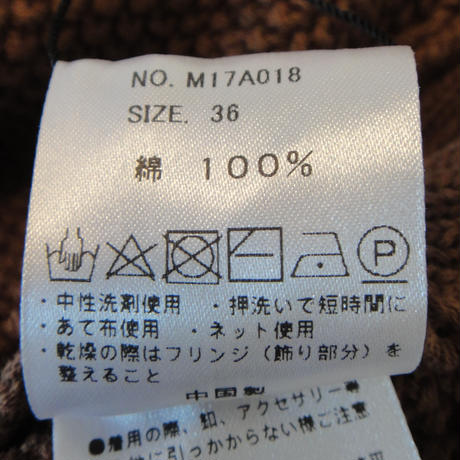 NO. M17A018
SIZE. 36
綿 100%
P
・中性洗剤使用 ・押洗いで短時間に
・あて布使用 ・ネット使用
・乾燥の際はフリンジ（飾り部分）を
整えること
中国製
●着用の際、釦、アクセサリー等
に引っかからない様ご注意